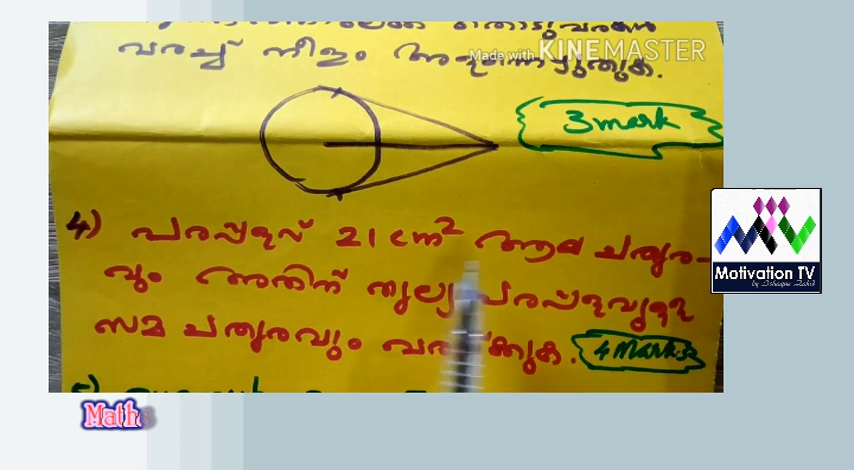 വരച്ച് നീളം അളന്നെഴുതുക.
Made with KINEMASTER
3 mark
4) പരപ്പളവ് 21 cm² ആയ ചതുര-
വും അതിന് തുല്യ പരപ്പളവുള്ള
സമചതുരവും വരയ്ക്കുക. 4 Marks
Motivation TV
Maths